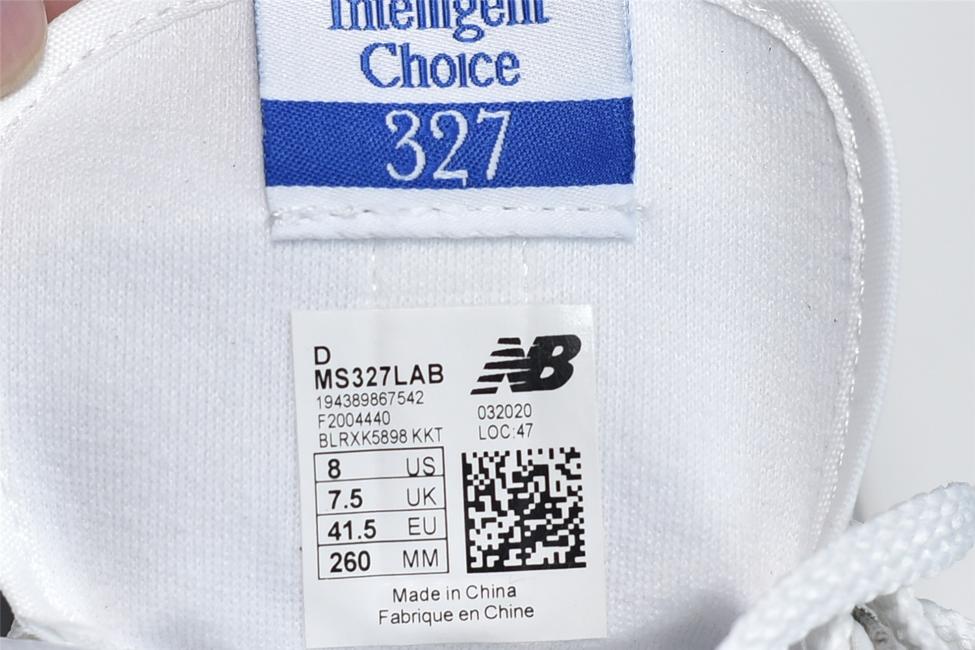 Intelligent
Choice
327
D
MS327LAB
194389867542
F2004440
BLRXK5898 KKT
NB
032020
LOC:47
8 US
7.5 UK
41.5 EU
260 MM
Made in China
Fabrique en Chine